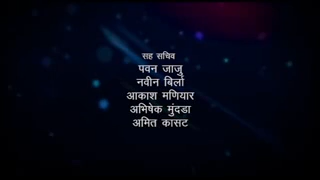 सह सचिव
पवन जाजु
नवीन बिर्ला
आकाश मणियार
अभिषेक मुंदडा
अमित कासट